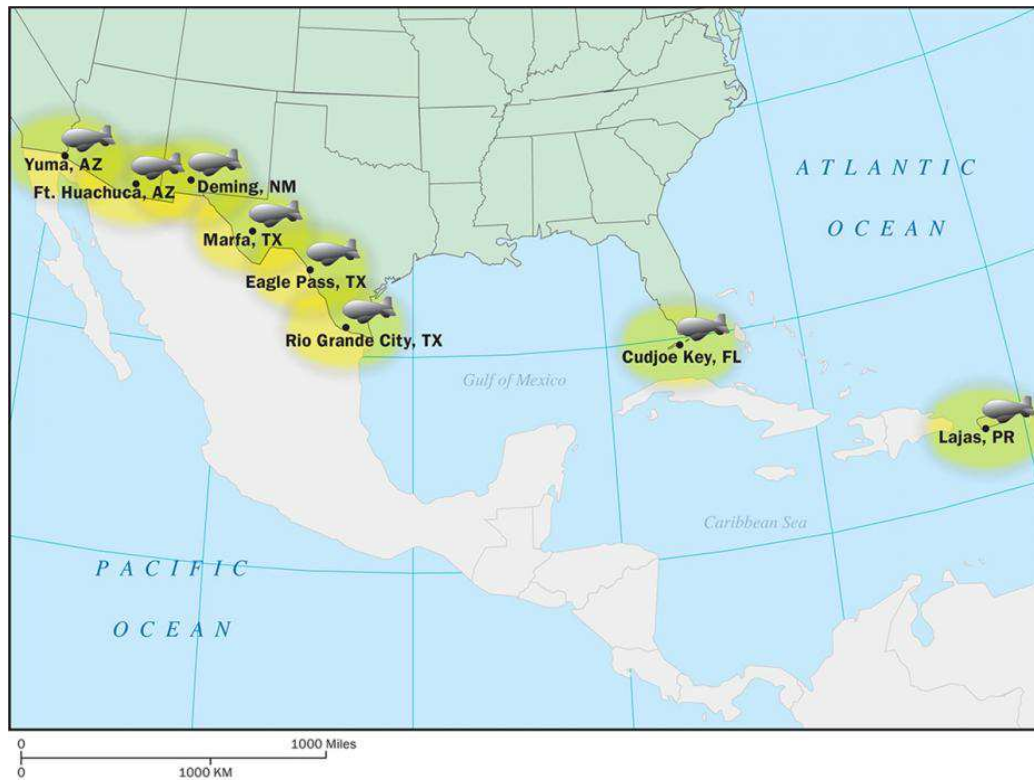 ATLANTIC
OCEAN
Yuma, AZ
Ft. Huachuca, AZ
Deming, NM
Marfa, TX
Eagle Pass, TX
Rio Grande City, TX
Cudjoe Key, FL
Gulf of Mexico
Lajas, PR
Caribbean Sea
PACIFIC
OCEAN
0 1000 Miles
0 1000 KM